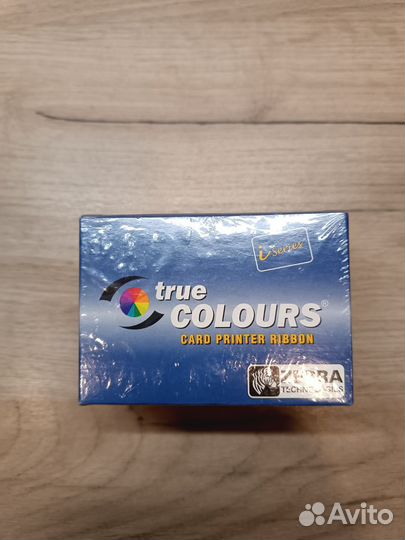 i series
true
COLOURS®
CARD PRINTER RIBBON
ZEBRA
TECHNOLOGIES
Avito